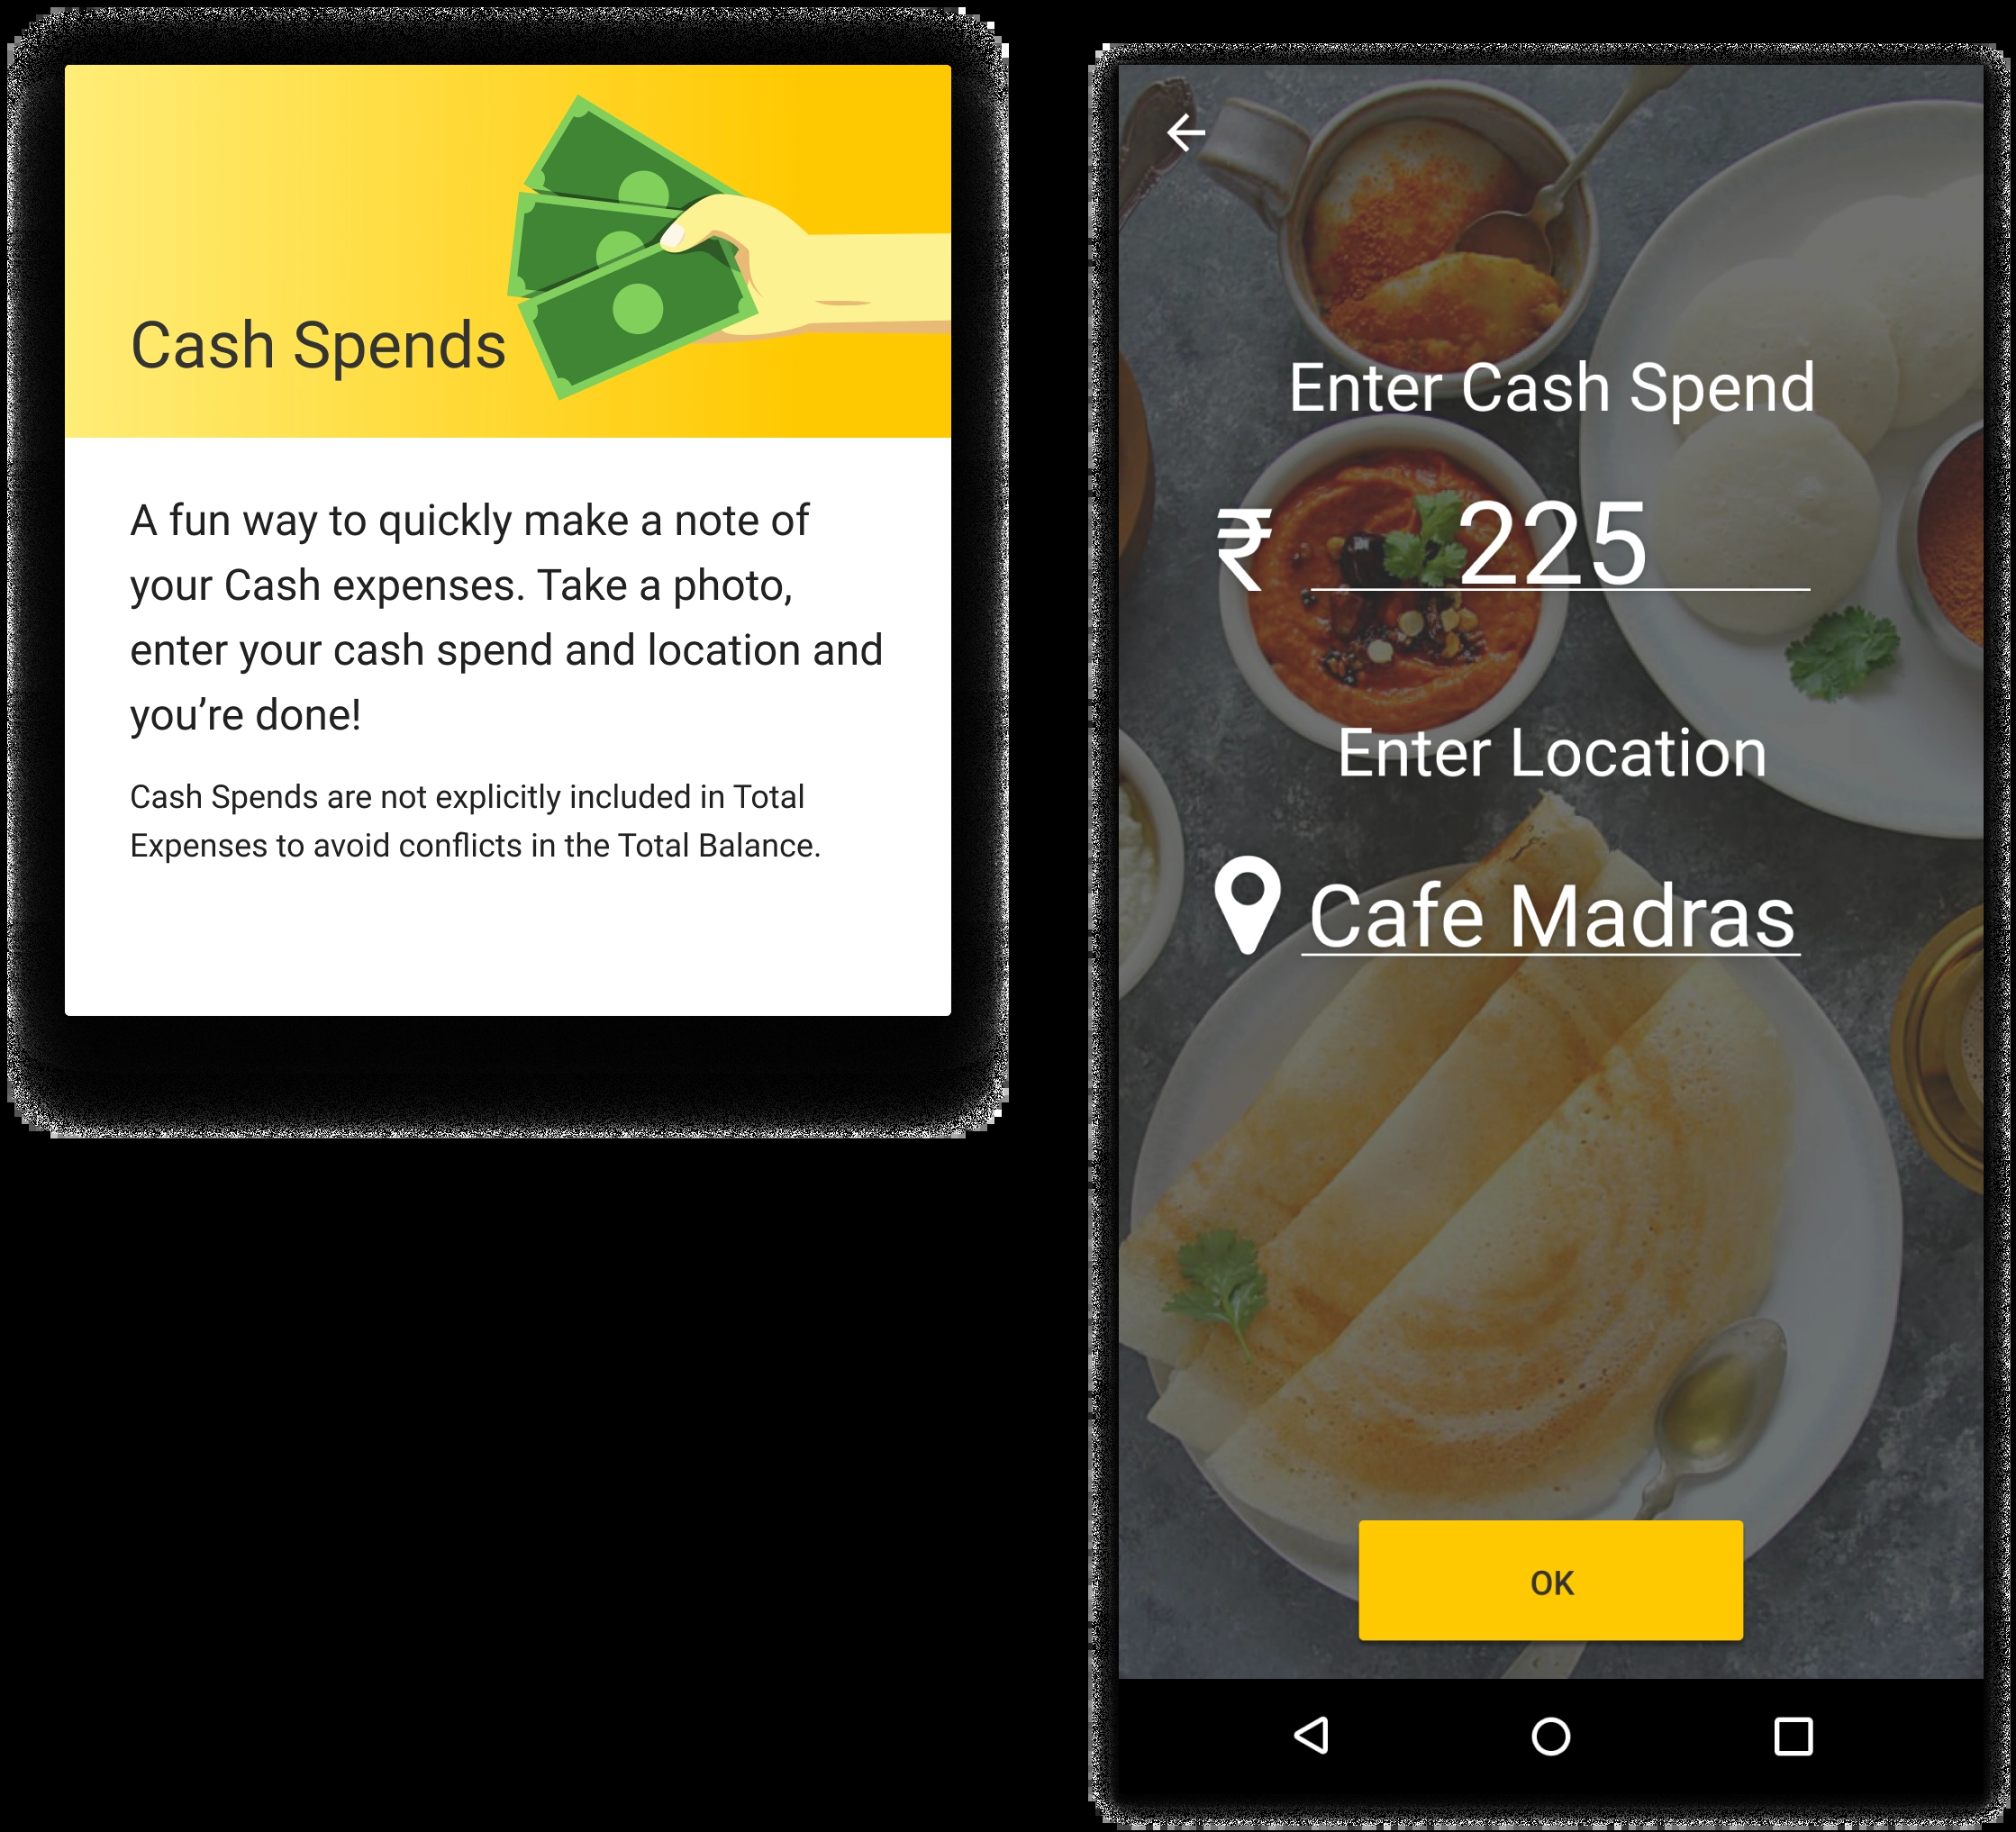 Cash Spends
A fun way to quickly make a note of
your Cash expenses. Take a photo,
enter your cash spend and location and
you’re done!
Cash Spends are not explicitly included in Total
Expenses to avoid conflicts in the Total Balance.
Enter Cash Spend
₹ 225
Enter Location
Cafe Madras
OK